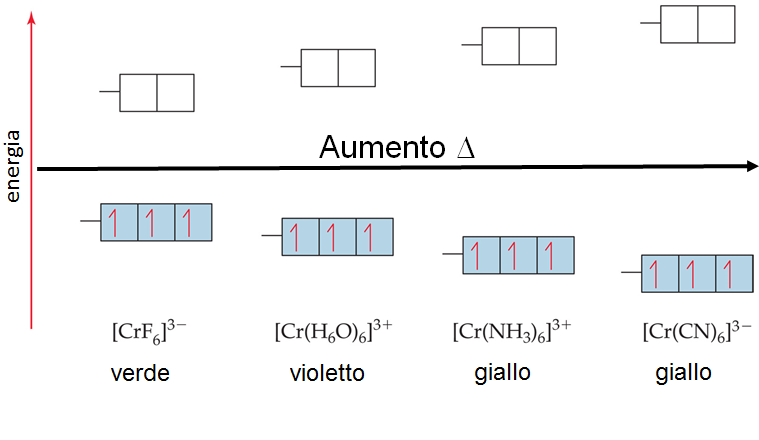 energia
Aumento Δ
[CrF₆]³⁻
[Cr(H₆O)₆]³⁺
[Cr(NH₃)₆]³⁺
[Cr(CN)₆]³⁻
verde
violetto
giallo
giallo